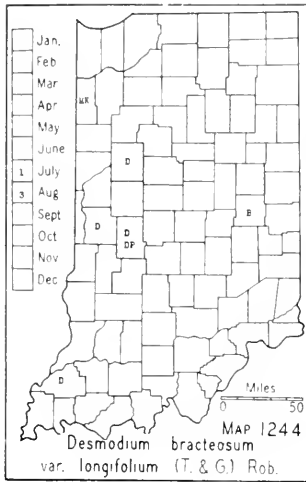 Jan.
Feb
Mar
Apr
May
June
1 July
3 Aug
Sept
Oct
Nov
Dec
MK
D
B
D
D
DP
D
Miles
0 50
MAP 1244
Desmodium bracteosum
var. longifolium (T. & G.) Rob.